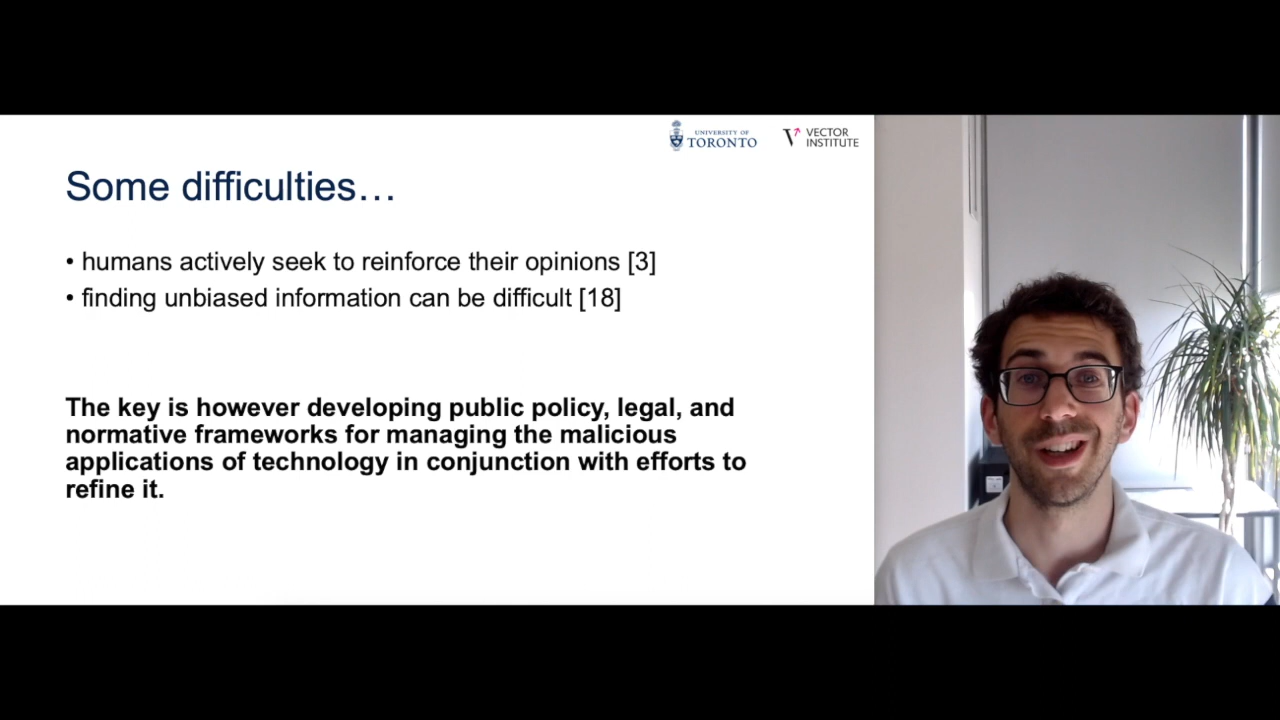 UNIVERSITY OF
TORONTO
VECTOR
INSTITUTE
Some difficulties…
• humans actively seek to reinforce their opinions [3]
• finding unbiased information can be difficult [18]
The key is however developing public policy, legal, and
normative frameworks for managing the malicious
applications of technology in conjunction with efforts to
refine it.